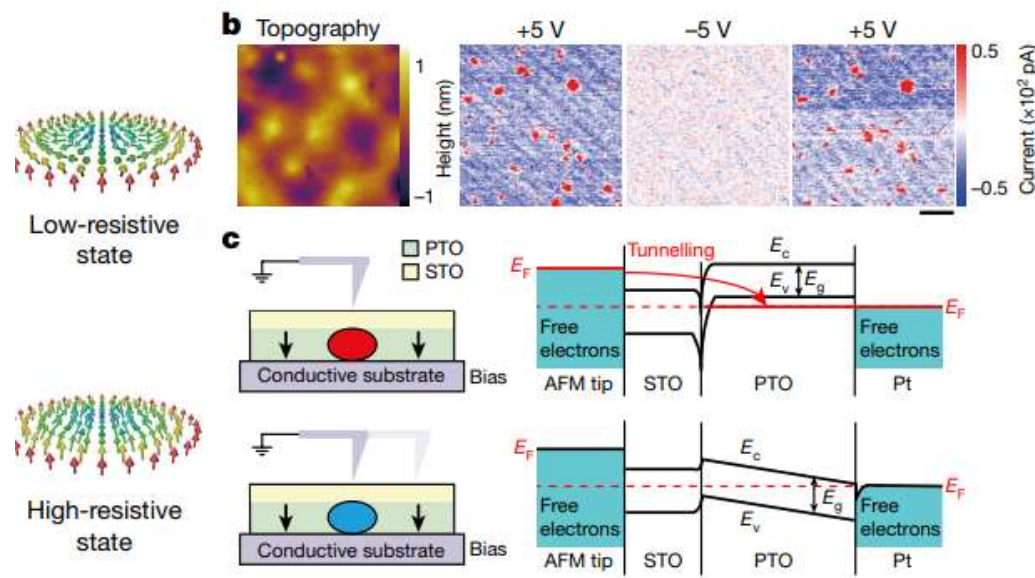 b
Topography
+5 V
−5 V
+5 V
1
−1
Height (nm)
0.5
−0.5
Current (×10² pA)
Low-resistive
state
High-resistive
state
c
PTO
STO
Conductive substrate
Bias
Tunnelling
E_F
E_c
E_v
E_g
E_F
Free
electrons
Free
electrons
AFM tip
STO
PTO
Pt
Conductive substrate
Bias
E_F
E_c
E_g
E_v
E_F
Free
electrons
Free
electrons
AFM tip
STO
PTO
Pt